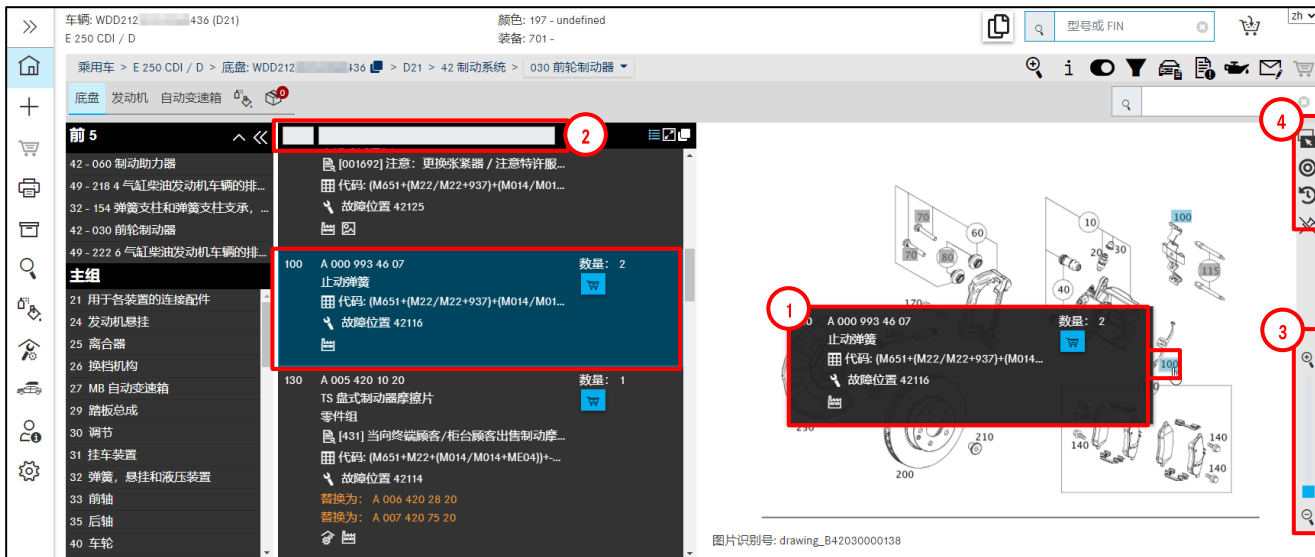 车辆: WDD212 436 (D21)
E 250 CDI / D
颜色: 197 - undefined
装备: 701 -
型号或 FIN
zh
乘用车 > E 250 CDI / D > 底盘: WDD212 436 > D21 > 42 制动系统 > 030 前轮制动器
底盘 发动机 自动变速箱 0
前 5
42 - 060 制动助力器
49 - 218 4 气缸柴油发动机车辆的排...
32 - 154 弹簧支柱和弹簧支柱支承，...
42 - 030 前轮制动器
49 - 222 6 气缸柴油发动机车辆的排...
主组
21 用于各装置的连接配件
24 发动机悬挂
25 离合器
26 换档机构
27 MB 自动变速箱
29 踏板总成
30 调节
31 挂车装置
32 弹簧，悬挂和液压装置
33 前轴
35 后轴
40 车轮
2
[001692] 注意：更换张紧器 / 注意特许服...
代码: (M651+(M22/M22+937)+(M014/M01...
故障位置 42125
100 A 000 993 46 07 数量： 2
止动弹簧
代码: (M651+(M22/M22+937)+(M014/M01...
故障位置 42116
130 A 005 420 10 20 数量： 1
TS 盘式制动器摩擦片
零件组
[431] 当向终端顾客/柜台顾客出售制动摩...
代码: (M651+M22+(M014/M014+ME04))+-...
故障位置 42114
替换为： A 006 420 28 20
替换为： A 007 420 75 20
4
70
60
10
100
70
80
20
30
115
40
170
1
A 000 993 46 07 数量： 2
止动弹簧
代码: (M651+(M22/M22+937)+(M014...
故障位置 42116
3
100
210
200
140
140
140
图片识别号: drawing_B42030000138